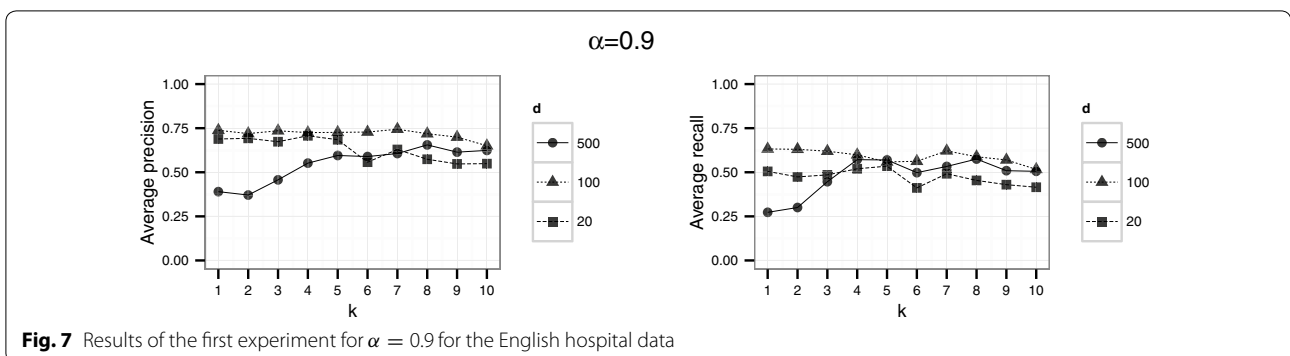 α=0.9
1.00
0.75
0.50
0.25
0.00
Average precision
1 2 3 4 5 6 7 8 9 10
k
d
500
100
20
1.00
0.75
0.50
0.25
0.00
Average recall
1 2 3 4 5 6 7 8 9 10
k
d
500
100
20
Fig. 7 Results of the first experiment for α = 0.9 for the English hospital data